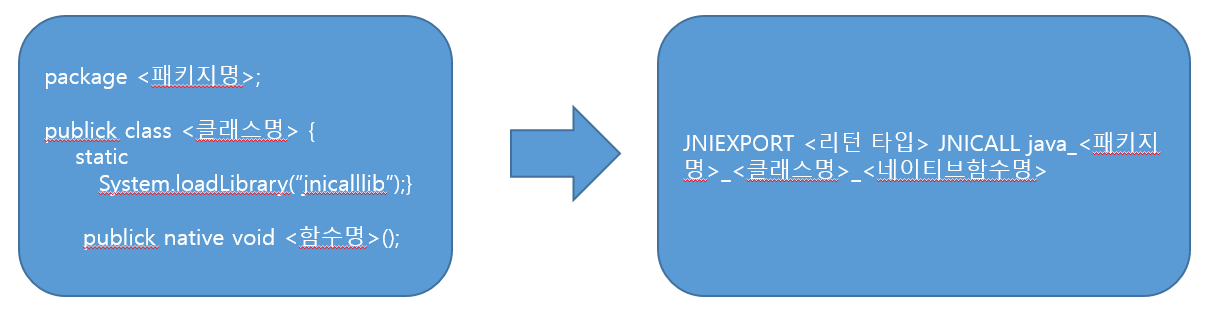 package <패키지명>;
publick class <클래스명> {
static
System.loadLibrary("jnicalllib");}
publick native void <함수명>();
JNIEXPORT <리턴 타입> JNICALL java_<패키지
명>_<클래스명>_<네이티브함수명>